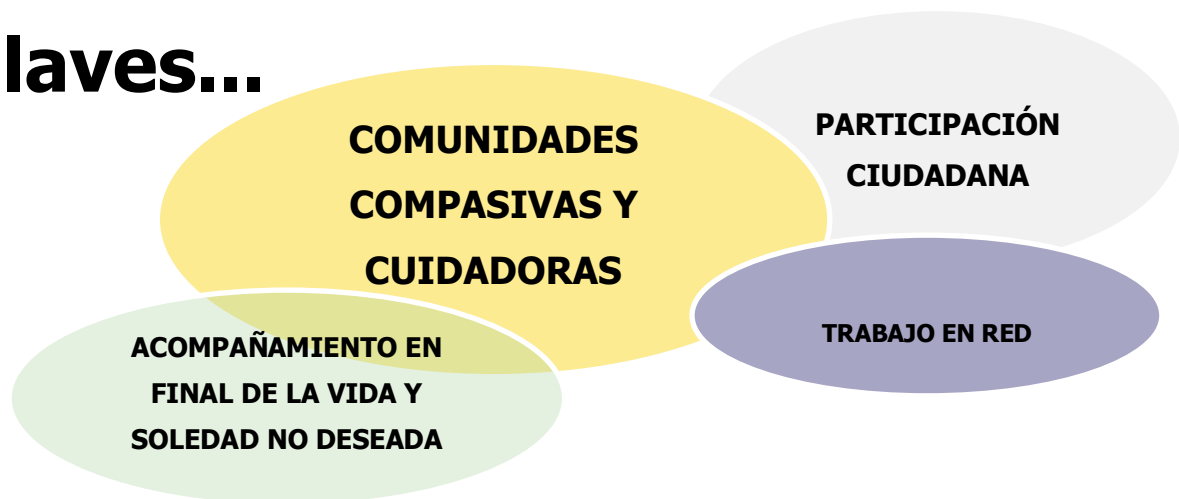 laves...
COMUNIDADES
COMPASIVAS Y
CUIDADORAS
PARTICIPACIÓN
CIUDADANA
TRABAJO EN RED
ACOMPAÑAMIENTO EN
FINAL DE LA VIDA Y
SOLEDAD NO DESEADA